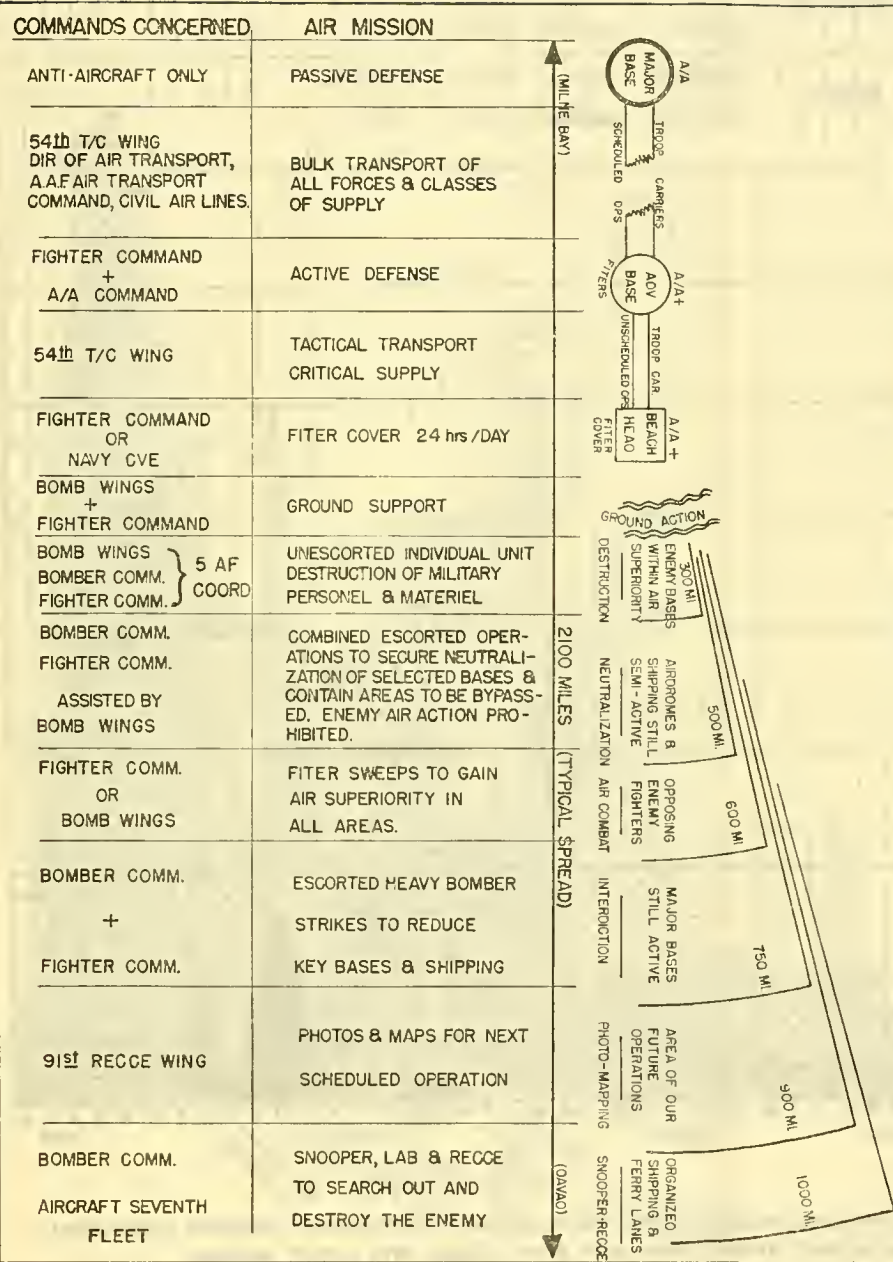 COMMANDS CONCERNED
AIR MISSION
ANTI-AIRCRAFT ONLY
PASSIVE DEFENSE
54th T/C WING
DIR OF AIR TRANSPORT,
A.A.F AIR TRANSPORT
COMMAND, CIVIL AIR LINES.
BULK TRANSPORT OF
ALL FORCES & CLASSES
OF SUPPLY
FIGHTER COMMAND
+
A/A COMMAND
ACTIVE DEFENSE
54th T/C WING
TACTICAL TRANSPORT
CRITICAL SUPPLY
FIGHTER COMMAND
OR
NAVY CVE
FITER COVER 24 hrs/DAY
BOMB WINGS
+
FIGHTER COMMAND
GROUND SUPPORT
BOMB WINGS
BOMBER COMM.
FIGHTER COMM.
5 AF
COORD
UNESCORTED INDIVIDUAL UNIT
DESTRUCTION OF MILITARY
PERSONEL & MATERIEL
BOMBER COMM.
FIGHTER COMM.
ASSISTED BY
BOMB WINGS
COMBINED ESCORTED OPER-
ATIONS TO SECURE NEUTRALI-
ZATION OF SELECTED BASES &
CONTAIN AREAS TO BE BYPASS-
ED. ENEMY AIR ACTION PRO-
HIBITED.
FIGHTER COMM.
OR
BOMB WINGS
FITER SWEEPS TO GAIN
AIR SUPERIORITY IN
ALL AREAS.
BOMBER COMM.
+
FIGHTER COMM.
ESCORTED HEAVY BOMBER
STRIKES TO REDUCE
KEY BASES & SHIPPING
91st RECCE WING
PHOTOS & MAPS FOR NEXT
SCHEDULED OPERATION
BOMBER COMM.
AIRCRAFT SEVENTH
FLEET
SNOOPER, LAB & RECCE
TO SEARCH OUT AND
DESTROY THE ENEMY
(MILNE BAY)
2100 MILES
(TYPICAL SPREAD)
(DAVAO)
A/A
MAJOR
BASE
TROOP
SCHEDULED
CARRIERS
OPS
A/A+
ADV
BASE
FITERS
TROOP CAR
UNSCHEDULED OPS
A/A +
BEACH
HEAD
FITER
COVER
GROUND ACTION
300 MI
ENEMY BASES
WITHIN AIR
SUPERIORITY
DESTRUCTION
500 MI.
AIRDROMES &
SHIPPING STILL
SEMI-ACTIVE
NEUTRALIZATION
600 MI
OPPOSING
ENEMY
FIGHTERS
AIR COMBAT
750 MI.
MAJOR BASES
STILL ACTIVE
INTERDICTION
900 MI.
AREA OF OUR
FUTURE
OPERATIONS
PHOTO-MAPPING
1000 MI.
ORGANIZED
SHIPPING &
FERRY LANES
SNOOPER-RECCE